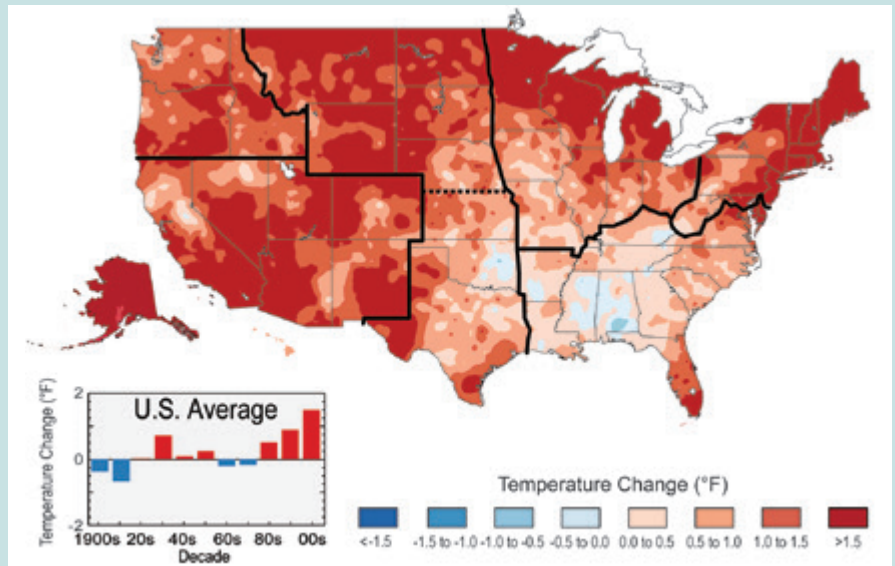 2
U.S. Average
0
-2
Temperature Change (°F)
1900s 20s 40s 60s 80s 00s
Decade
Temperature Change (°F)
<-1.5 -1.5 to -1.0 -1.0 to -0.5 -0.5 to 0.0 0.0 to 0.5 0.5 to 1.0 1.0 to 1.5 >1.5